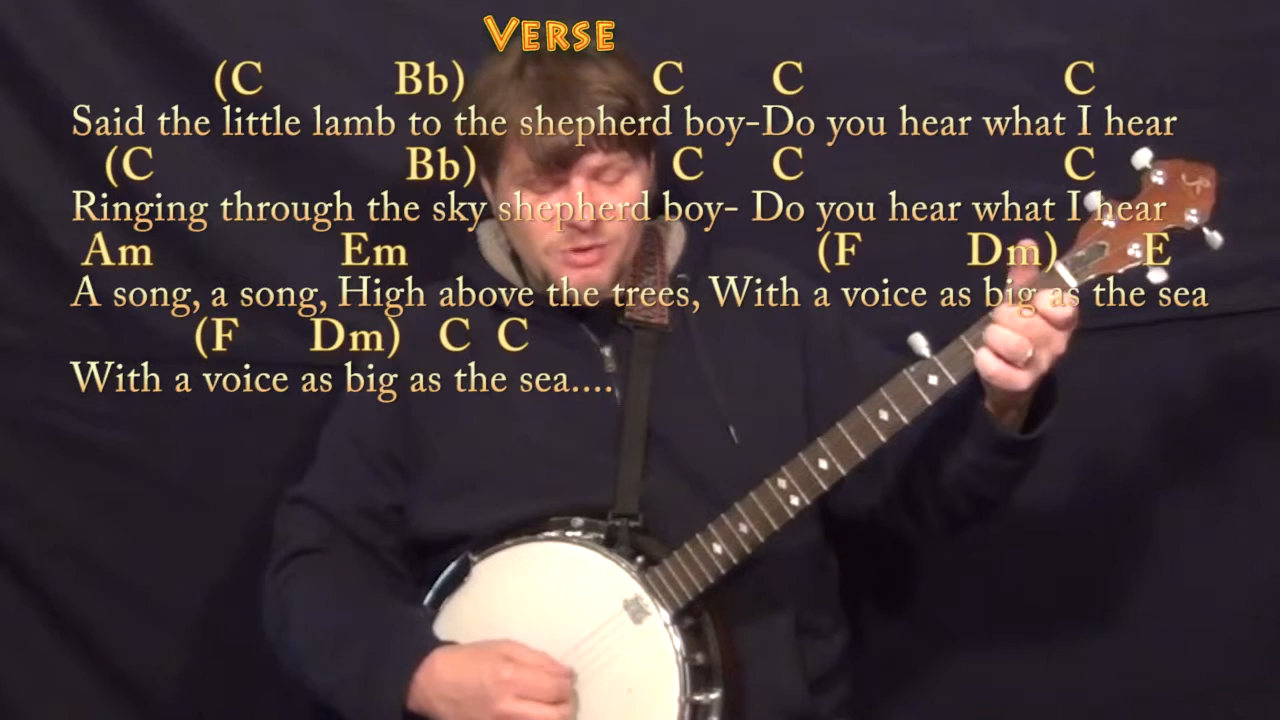 VERSE
(C Bb) C C C
Said the little lamb to the shepherd boy-Do you hear what I hear
(C Bb) C C C
Ringing through the sky shepherd boy- Do you hear what I hear
Am Em (F Dm) E
A song, a song, High above the trees, With a voice as big as the sea
(F Dm) C C
With a voice as big as the sea....